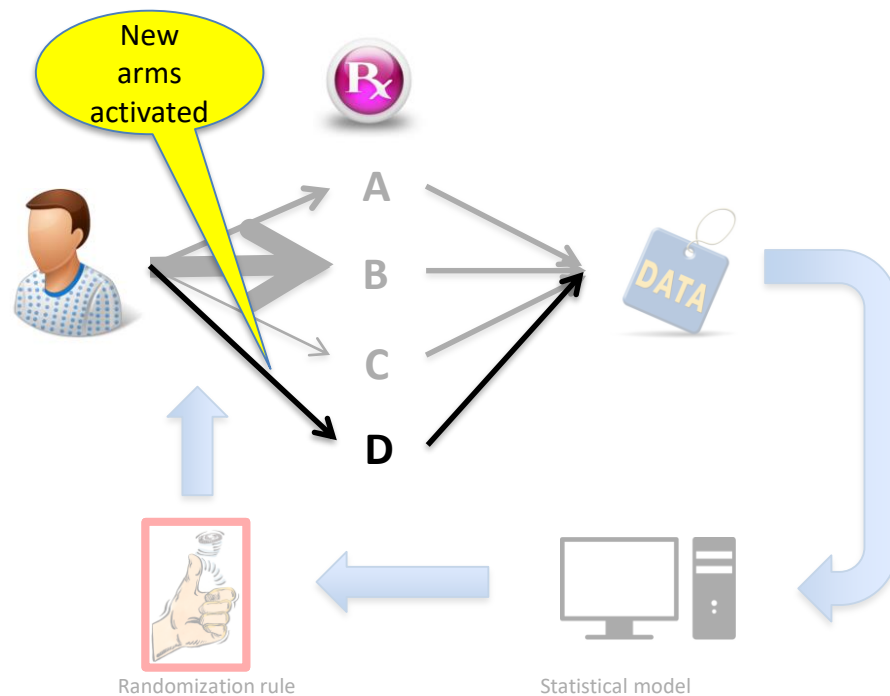 New
arms
activated
Rx
A
B
C
D
DATA
Randomization rule
Statistical model